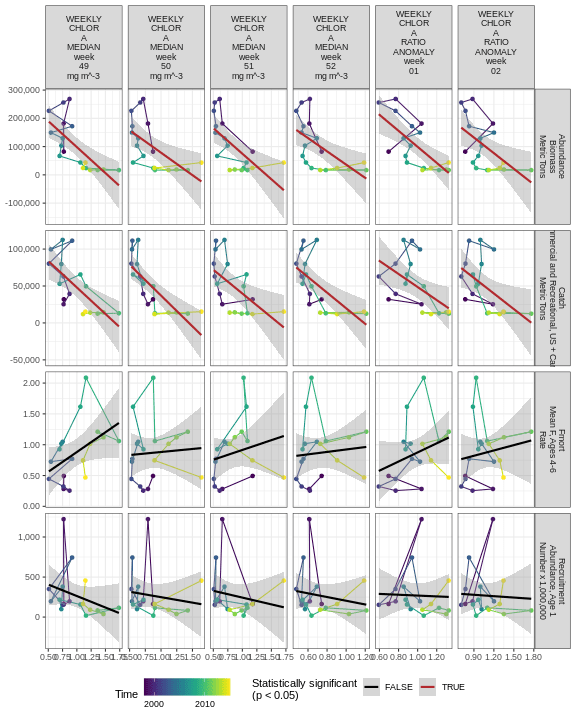 WEEKLY CHLOR A MEDIAN week 49 mg m^-3
WEEKLY CHLOR A MEDIAN week 50 mg m^-3
WEEKLY CHLOR A MEDIAN week 51 mg m^-3
WEEKLY CHLOR A MEDIAN week 52 mg m^-3
WEEKLY CHLOR A RATIO ANOMALY week 01
WEEKLY CHLOR A RATIO ANOMALY week 02
300,000
200,000
100,000
0
-100,000
Abundance
Biomass
Metric Tons
100,000
50,000
0
-50,000
Catch
and Recreational, US +
Metric Tons
2.00
1.50
1.00
0.50
0.00
Fmort
Mean F, Ages 4-6
Rate
1,000
500
0
Recruitment
Abundance, Age 1
Number x 1,000,000
0.50 0.75 1.00 1.25 1.50
0.75 1.00 1.25 1.50
0.50 0.75 1.00 1.25 1.50 1.75
0.60 0.80 1.00 1.20
0.60 0.80 1.00 1.20
0.90 1.20 1.50 1.80
Time
2000 2010
Statistically significant
(p < 0.05)
FALSE
TRUE